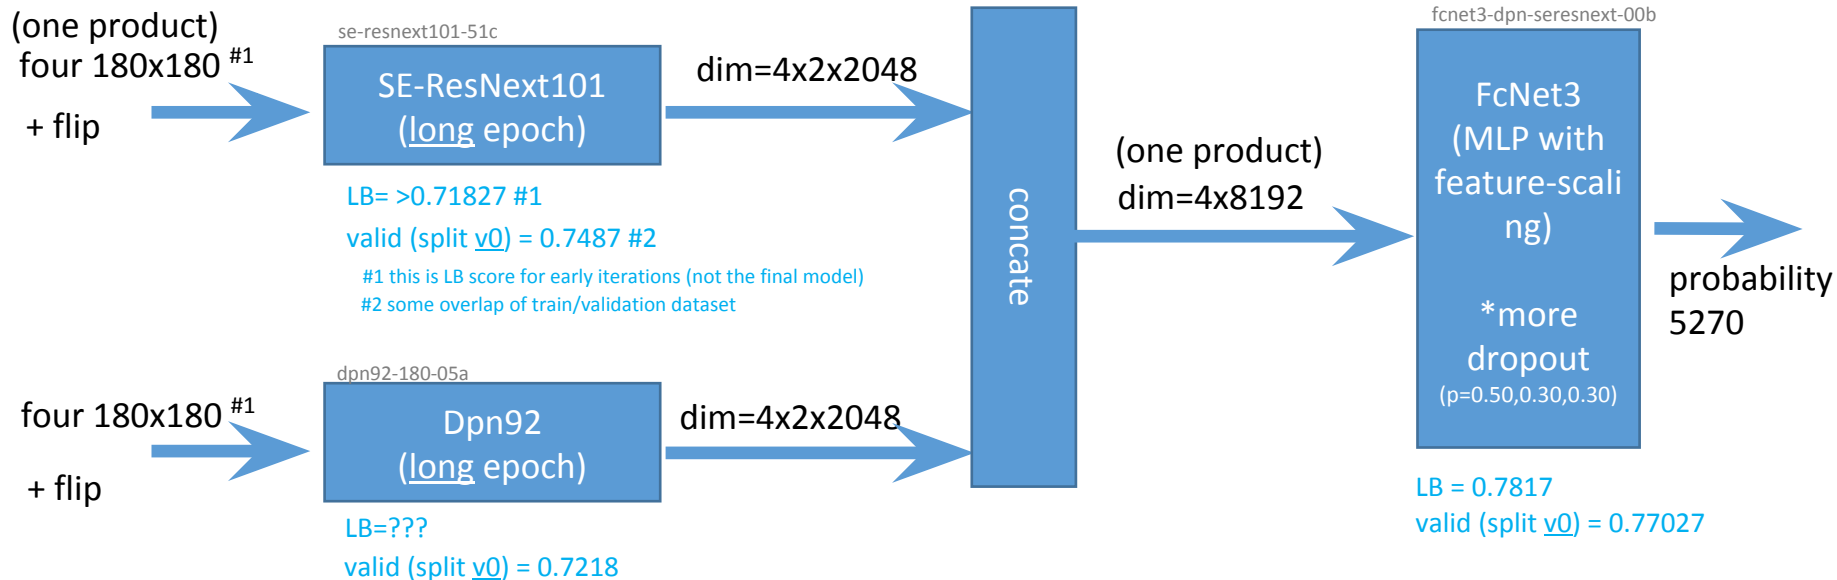 (one product)
four 180x180 #1
+ flip
se-resnext101-51c
SE-ResNext101
(long epoch)
dim=4x2x2048
LB= >0.71827 #1
valid (split v0) = 0.7487 #2
#1 this is LB score for early iterations (not the final model)
#2 some overlap of train/validation dataset
four 180x180 #1
+ flip
dpn92-180-05a
Dpn92
(long epoch)
dim=4x2x2048
LB=???
valid (split v0) = 0.7218
concate
(one product)
dim=4x8192
fcnet3-dpn-seresnext-00b
FcNet3
(MLP with
feature-scali
ng)
*more
dropout
(p=0.50,0.30,0.30)
LB = 0.7817
valid (split v0) = 0.77027
probability
5270